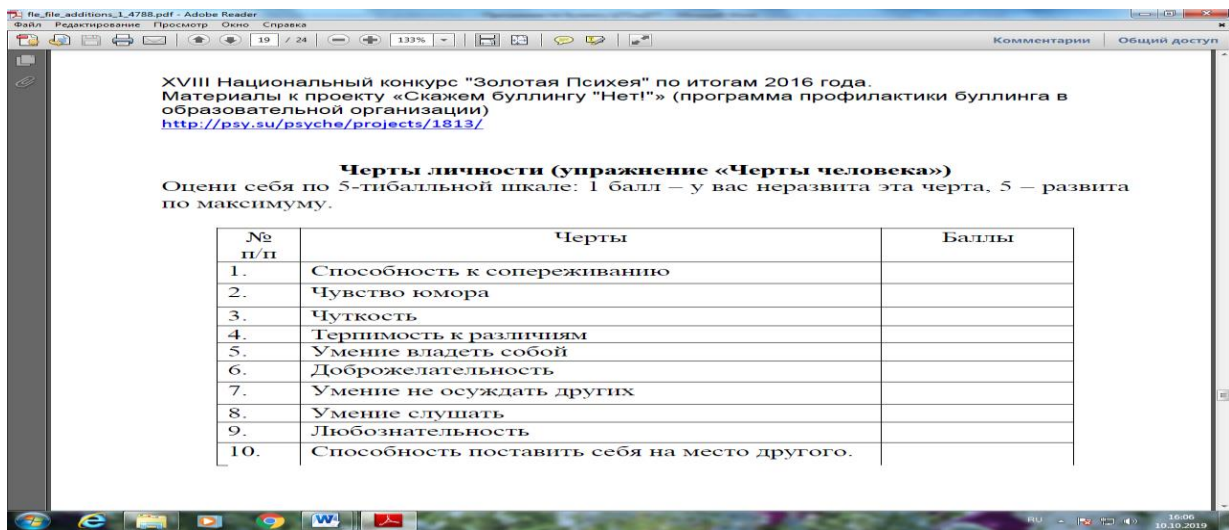 fle_file_additions_1_4788.pdf - Adobe Reader
Файл Редактирование Просмотр Окно Справка
19 / 24 133% Комментарии Общий доступ
XVIII Национальный конкурс "Золотая Психея" по итогам 2016 года.
Материалы к проекту «Скажем буллингу "Нет!"» (программа профилактики буллинга в
образовательной организации)
http://psy.su/psyche/projects/1813/
Черты личности (упражнение «Черты человека»)
Оцени себя по 5-тибалльной шкале: 1 балл – у вас неразвита эта черта, 5 – развита
по максимуму.
№ п/п Черты Баллы
1. Способность к сопереживанию
2. Чувство юмора
3. Чуткость
4. Терпимость к различиям
5. Умение владеть собой
6. Доброжелательность
7. Умение не осуждать других
8. Умение слушать
9. Любознательность
10. Способность поставить себя на место другого.
RU 16:06
10.10.2019